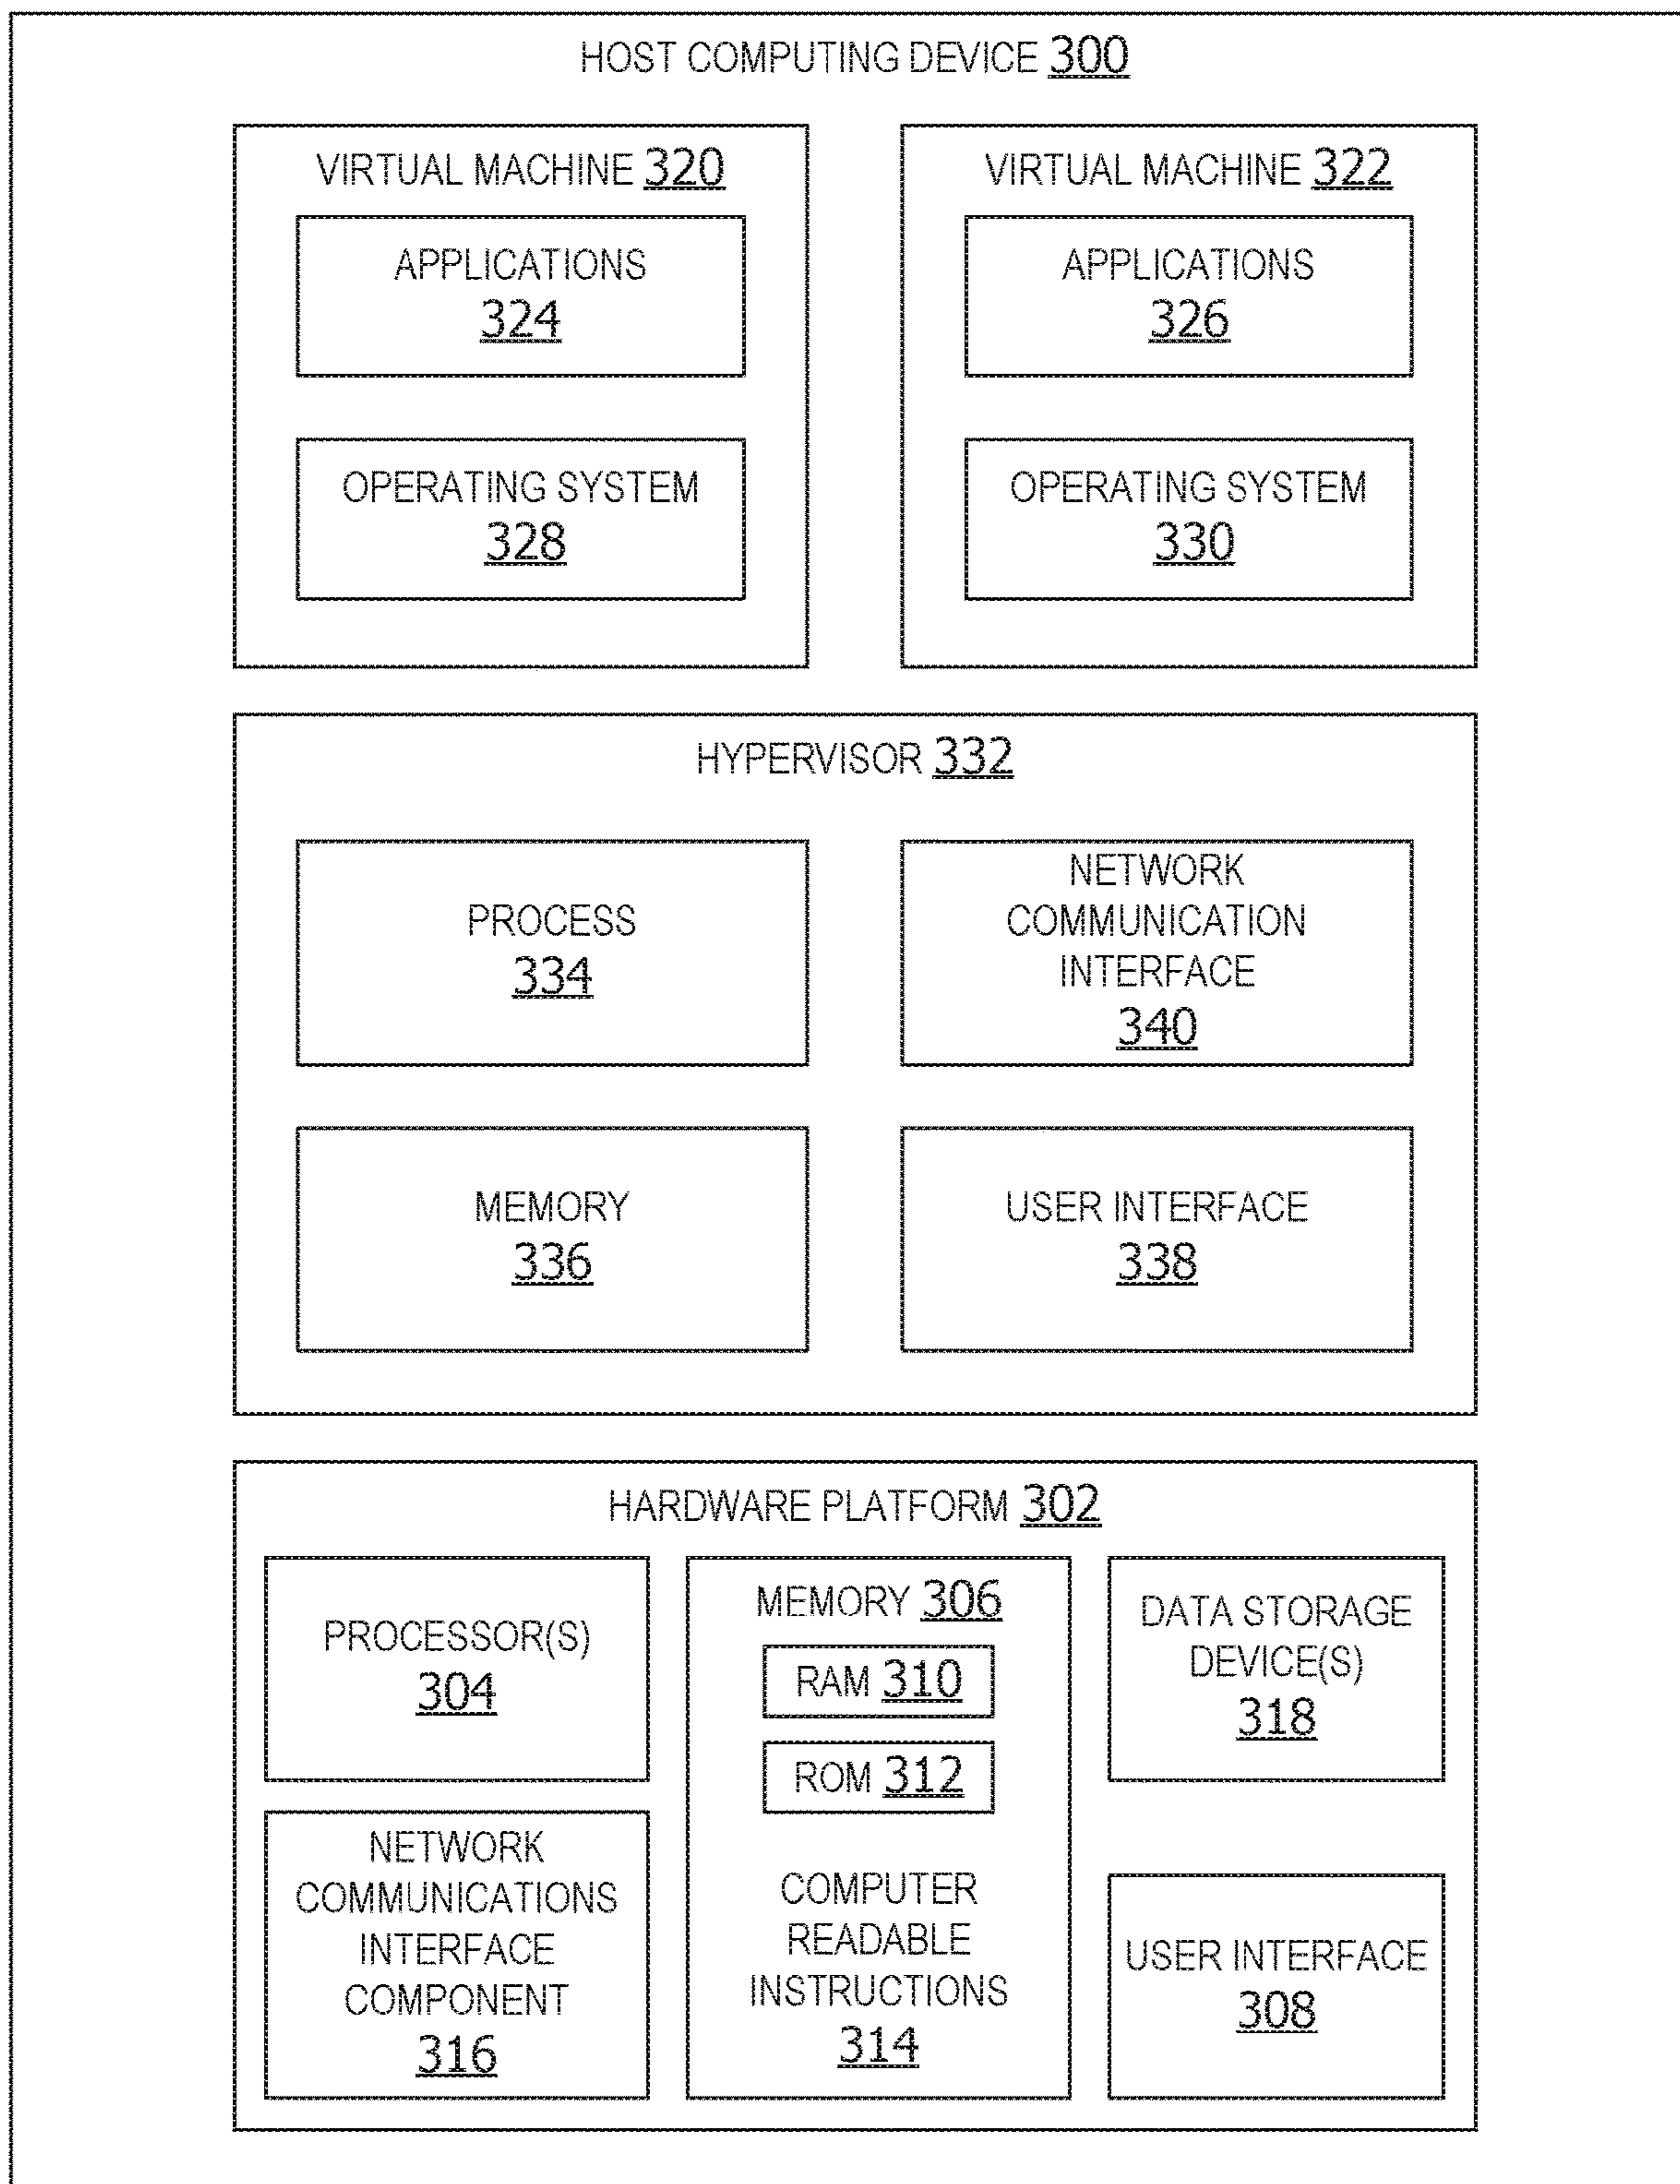 HOST COMPUTING DEVICE 300
VIRTUAL MACHINE 320
APPLICATIONS
324
OPERATING SYSTEM
328
VIRTUAL MACHINE 322
APPLICATIONS
326
OPERATING SYSTEM
330
HYPERVISOR 332
PROCESS
334
NETWORK
COMMUNICATION
INTERFACE
340
MEMORY
336
USER INTERFACE
338
HARDWARE PLATFORM 302
PROCESSOR(S)
304
NETWORK
COMMUNICATIONS
INTERFACE
COMPONENT
316
MEMORY 306
RAM 310
ROM 312
COMPUTER
READABLE
INSTRUCTIONS
314
DATA STORAGE
DEVICE(S)
318
USER INTERFACE
308